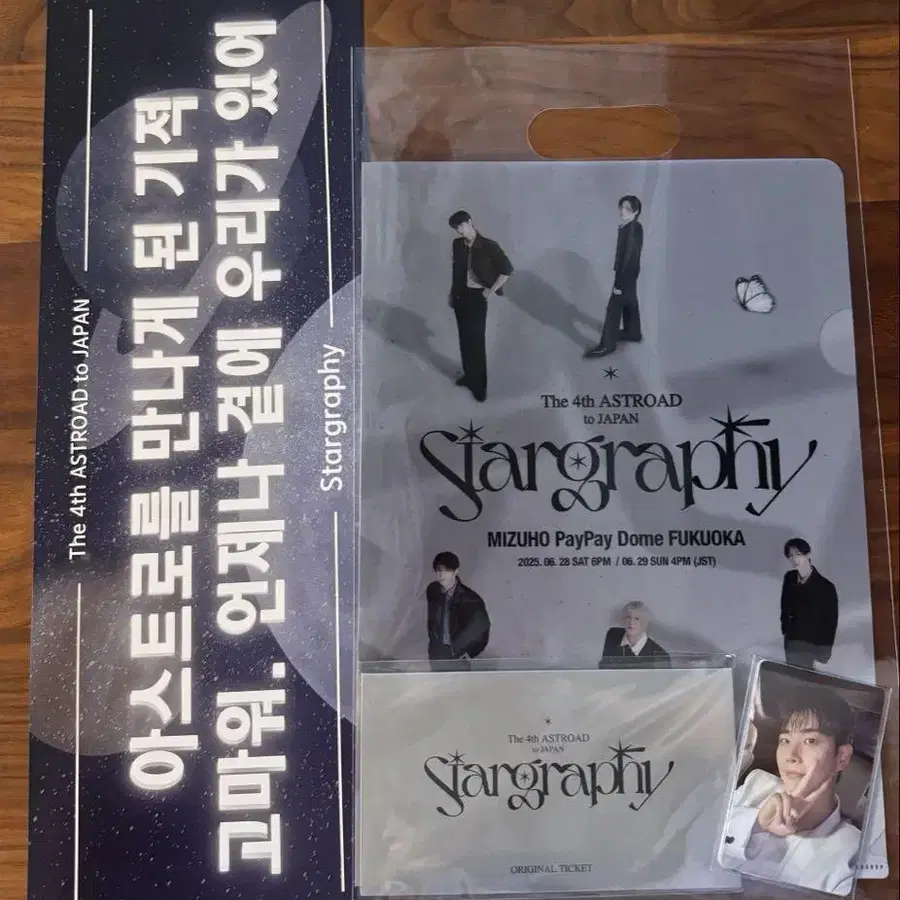 The 4th ASTROAD to JAPAN
아스트로를 만나게 된 기적
고마워. 언제나 곁에 우리가 있어
Stargraphy
The 4th ASTROAD
to JAPAN
Stargraphy
MIZUHO PayPay Dome FUKUOKA
2025. 06. 28 SAT 6PM / 06. 29 SUN 4PM (JST)
The 4th ASTROAD
to JAPAN
Stargraphy
ORIGINAL TICKET